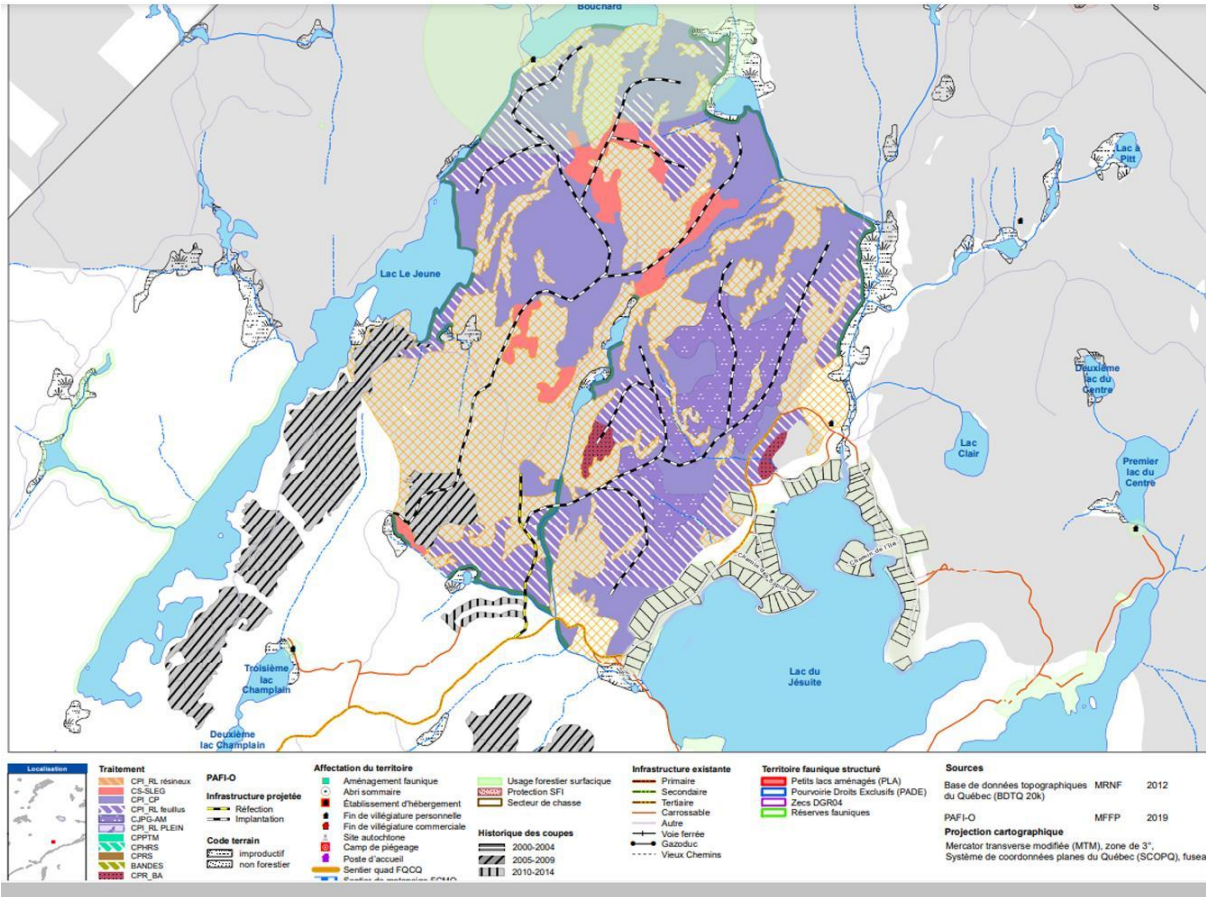 Bouchard
S
Lac à
Pitt
Lac Le Jeune
Deuxième
lac du
Centre
Lac
Clair
Premier
lac du
Centre
Chemin de l'Ile
Lac du
Jésuite
Troisième
lac
Champlain
Deuxième
lac Champlain
Localisation
Traitement
CPI_RL résineux
CS-SLEG
CPI_CP
CPI_RL feuillus
CJPG-AM
CPI_RL PLEIN
CPPTM
CPHRS
CPRS
BANDES
CPR_BA
PAFI-O
Infrastructure projetée
Réfection
Implantation
Code terrain
improductif
non forestier
Affectation du territoire
Aménagement faunique
Abri sommaire
Établissement d'hébergement
Fin de villégiature personnelle
Fin de villégiature commerciale
Site autochtone
Camp de piégeage
Poste d'accueil
Sentier quad FQCQ
Usage forestier surfacique
Protection SFI
Secteur de chasse
Historique des coupes
2000-2004
2005-2009
2010-2014
Infrastructure existante
Primaire
Secondaire
Tertiaire
Carrossable
Autre
Voie ferrée
Gazoduc
Vieux Chemins
Territoire faunique structuré
Petits lacs aménagés (PLA)
Pourvoirie Droits Exclusifs (PADE)
Zecs DGR04
Réserves fauniques
Sources
Base de données topographiques MRNF 2012
du Québec (BDTQ 20k)
PAFI-O MFFP 2019
Projection cartographique
Mercator transverse modifiée (MTM), zone de 3°,
Système de coordonnées planes du Québec (SCOPQ), fusea